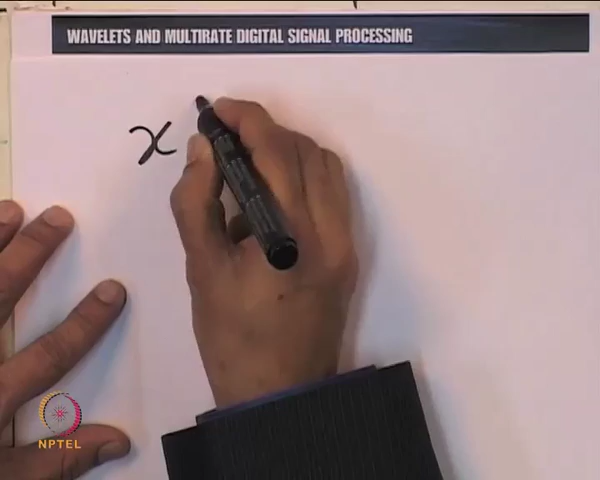 WAVELETS AND MULTIRATE DIGITAL SIGNAL PROCESSING
x
NPTEL